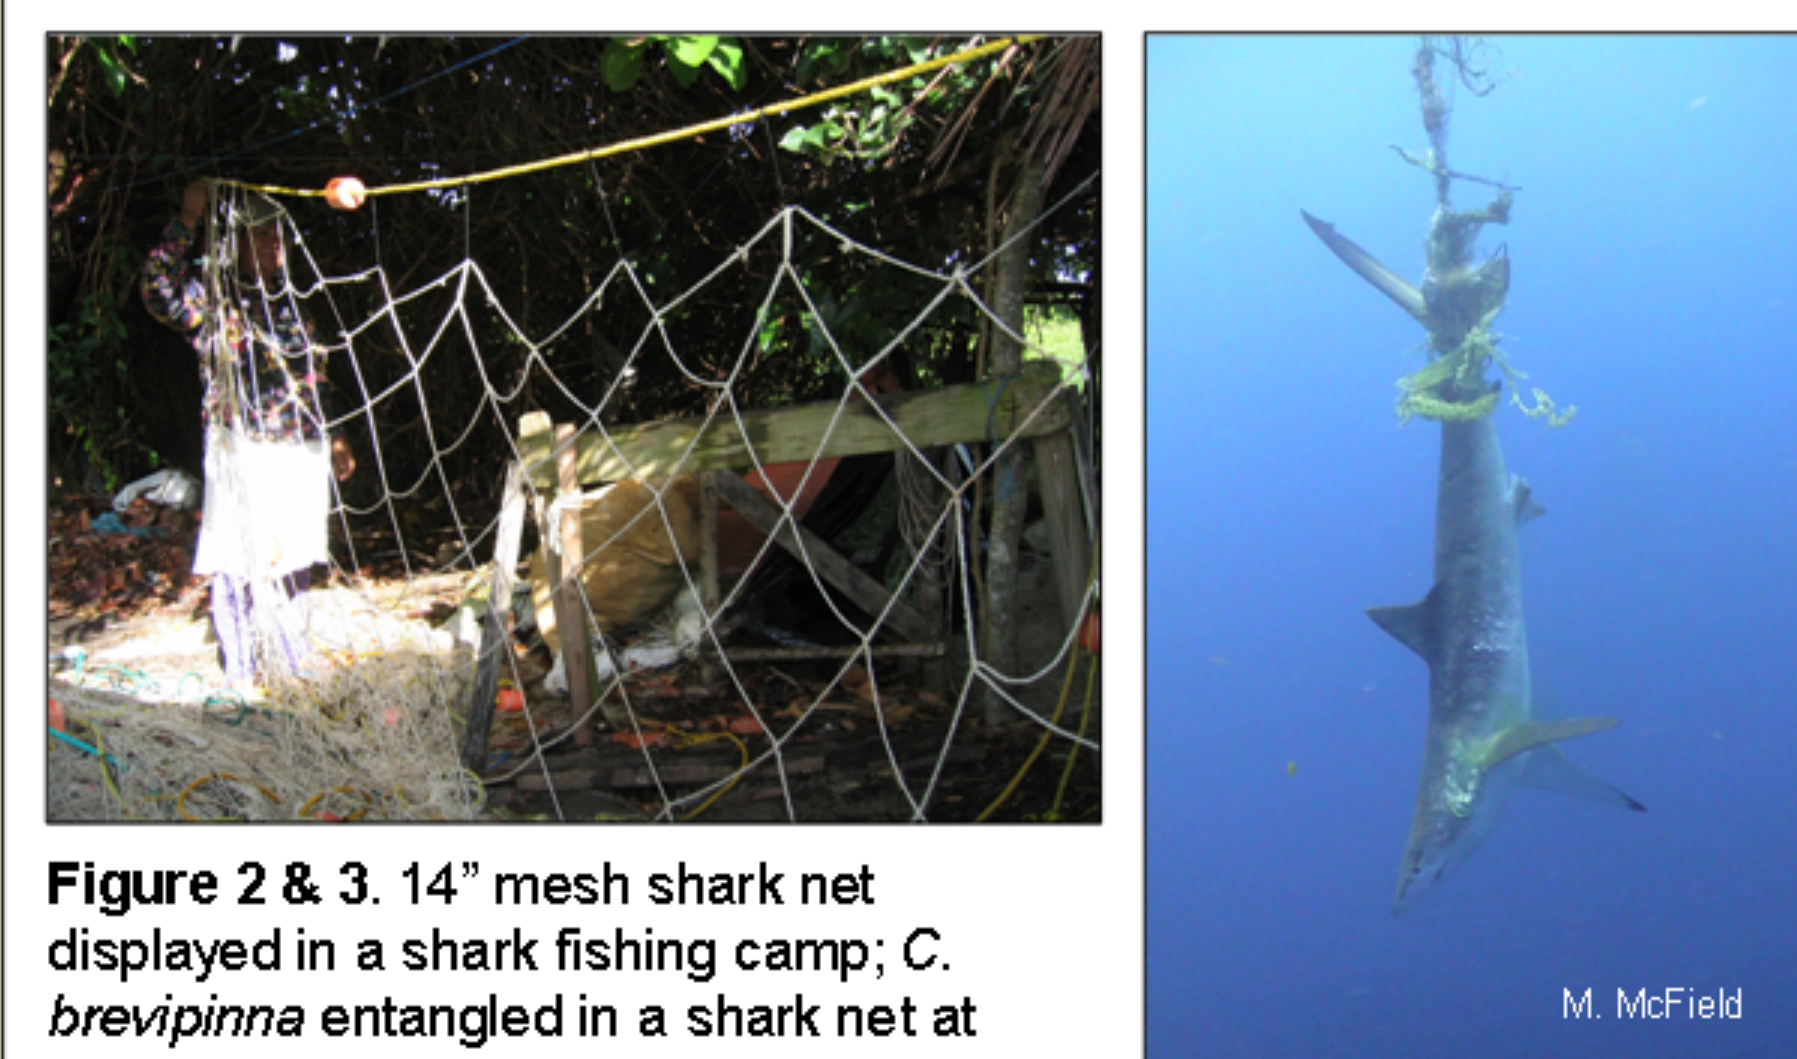 Figure 2 & 3. 14” mesh shark net
displayed in a shark fishing camp; C.
brevipinna entangled in a shark net at
M. McField